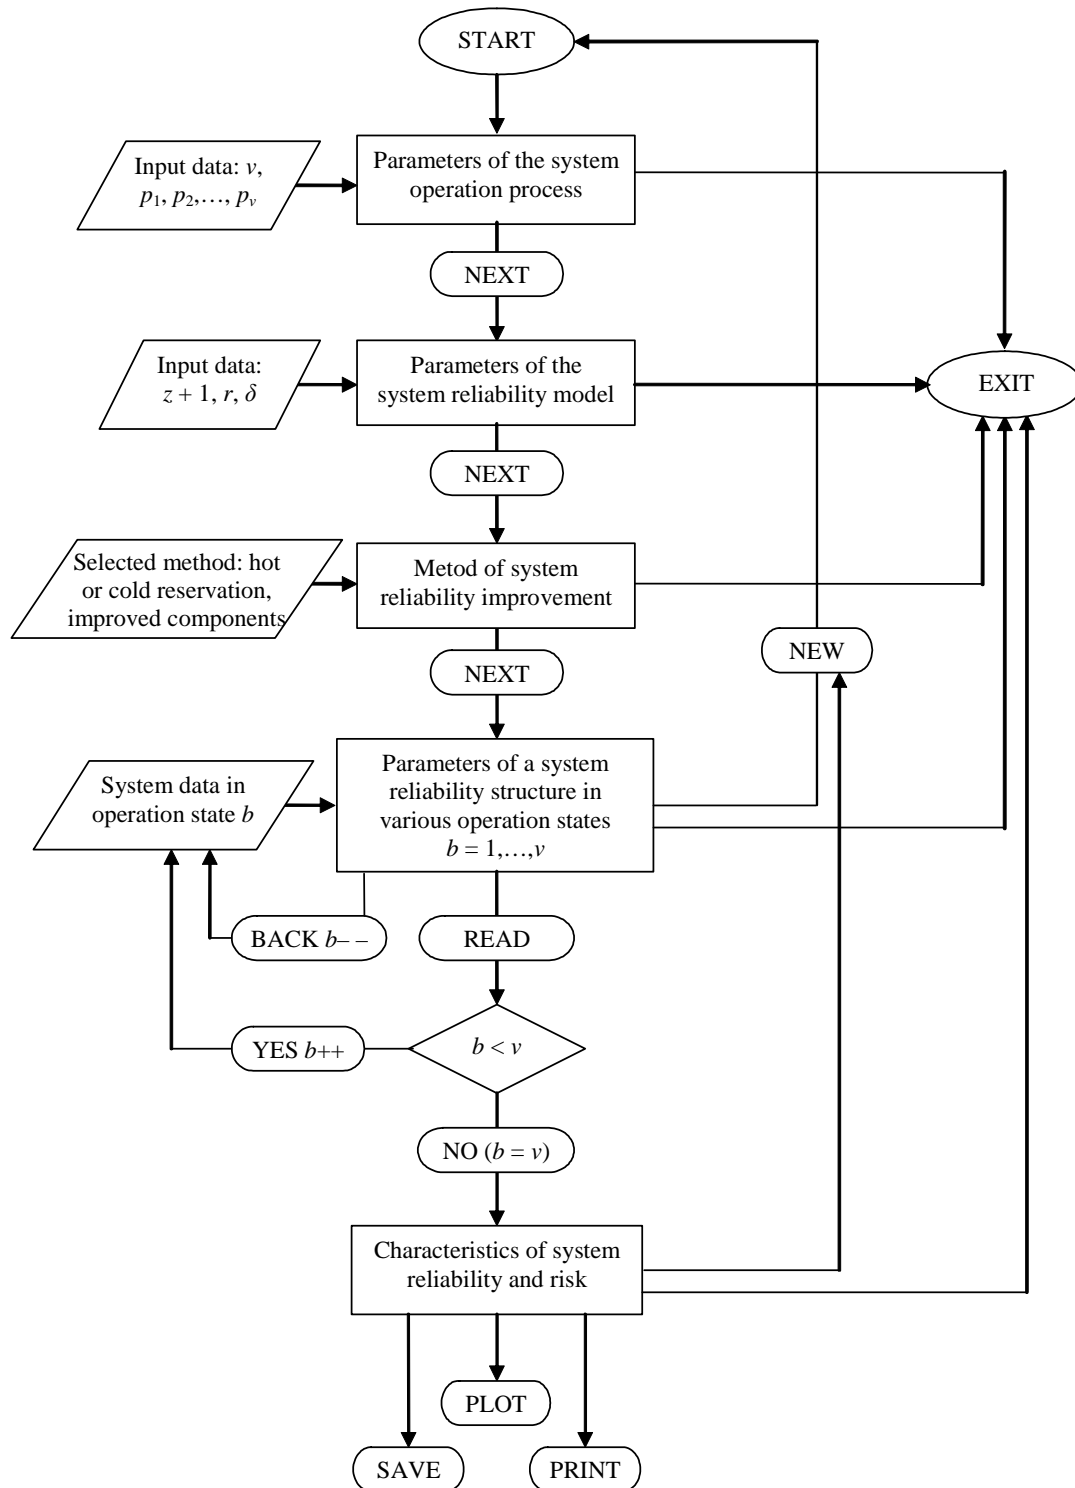 START
Input data: v,
p1, p2,…, pv
Parameters of the system
operation process
NEXT
Input data:
z + 1, r, δ
Parameters of the
system reliability model
EXIT
NEXT
Selected method: hot
or cold reservation,
improved components
Metod of system
reliability improvement
NEW
NEXT
System data in
operation state b
Parameters of a system
reliability structure in
various operation states
b = 1,…,v
BACK b– –
READ
YES b++
b < v
NO (b = v)
Characteristics of system
reliability and risk
PLOT
SAVE
PRINT